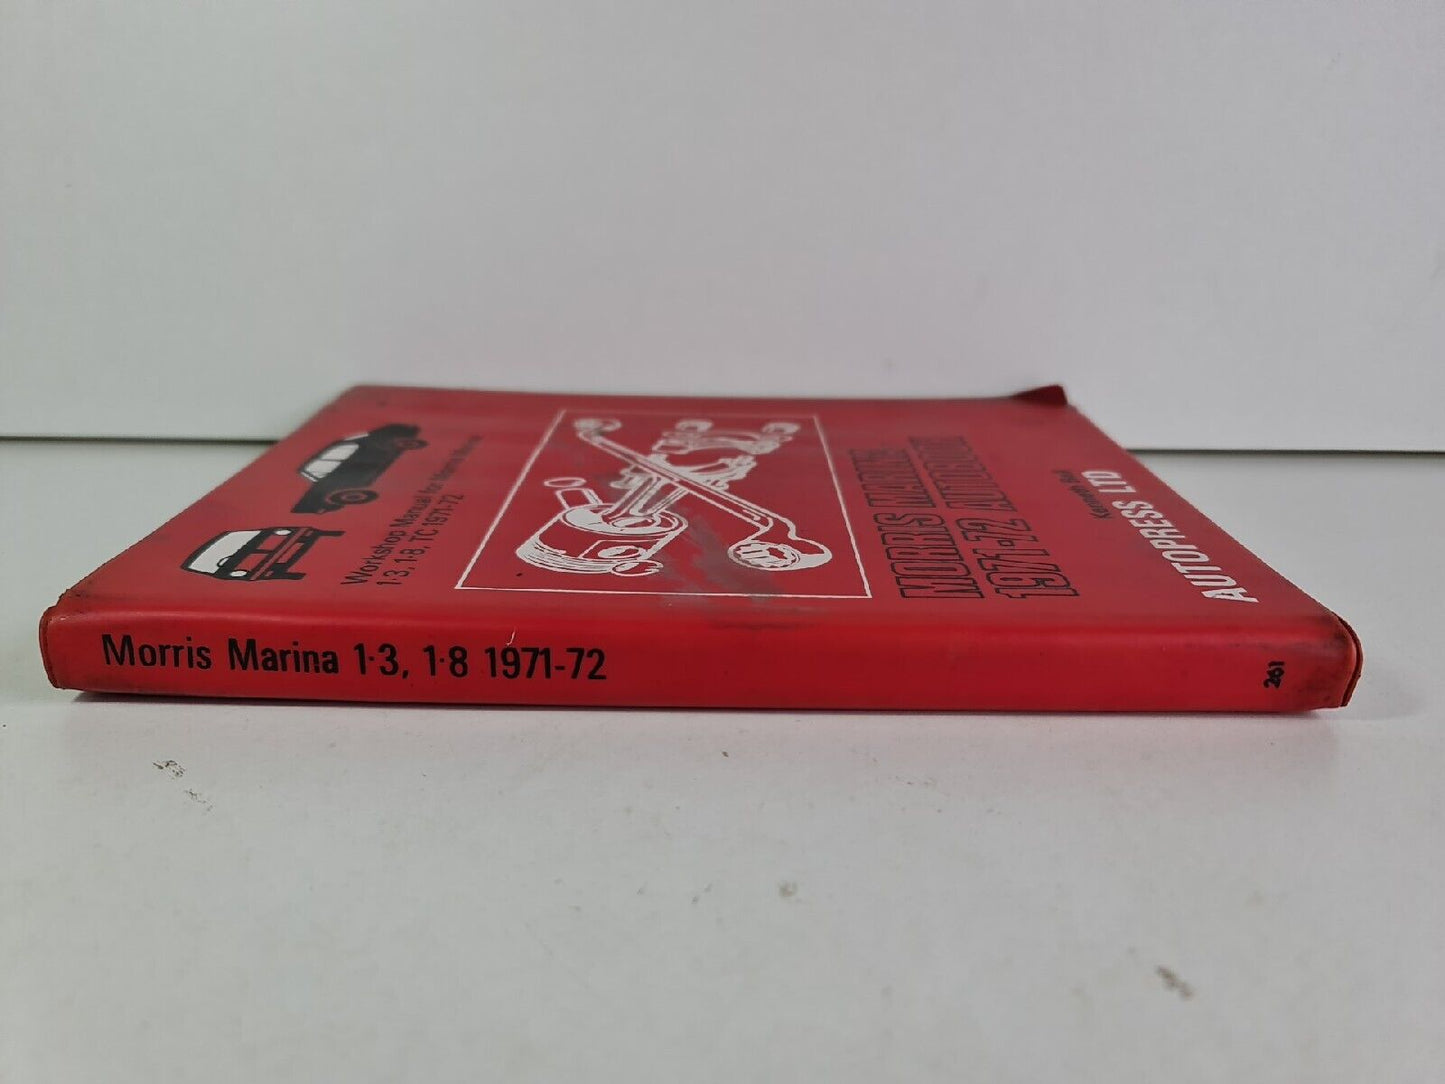 Morris Marina 1·3, 1·8 1971-72
261
Workshop Manual for Morris Marina
1·3, 1·8, TC 1971-72
MORRIS MARINA
1971-72 AUTOBOOK
Kenneth Ball
AUTOPRESS LTD